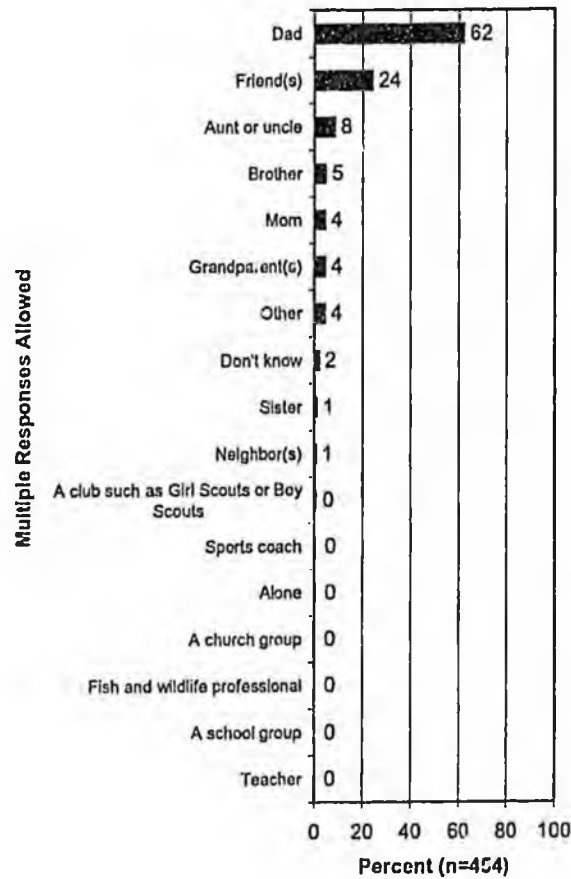 Multiple Responses Allowed
Dad 62
Friend(s) 24
Aunt or uncle 8
Brother 5
Mom 4
Grandparent(s) 4
Other 4
Don't know 2
Sister 1
Neighbor(s) 1
A club such as Girl Scouts or Boy
Scouts 0
Sports coach 0
Alone 0
A church group 0
Fish and wildlife professional 0
A school group 0
Teacher 0
0 20 40 60 80 100
Percent (n=454)